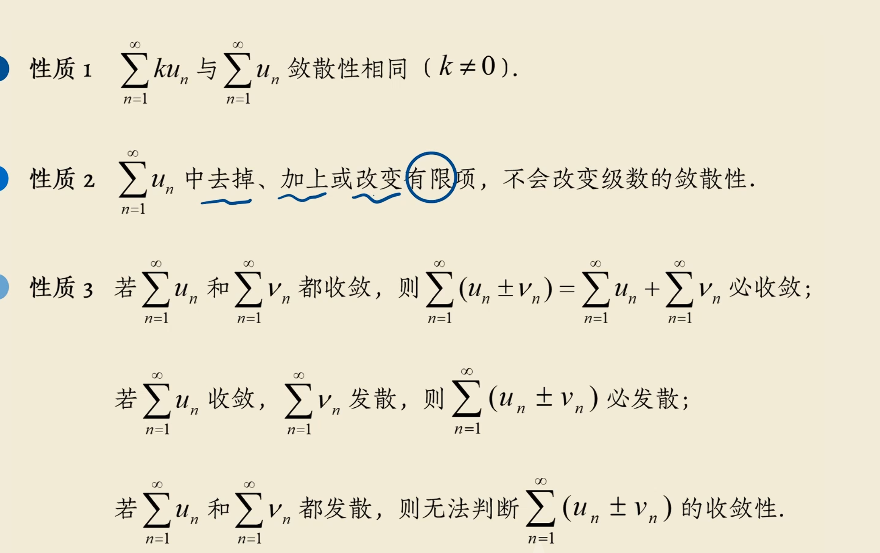 性质 1 $\sum_{n=1}^{\infty} ku_n$ 与 $\sum_{n=1}^{\infty} u_n$ 敛散性相同（$k \neq 0$）.
性质 2 $\sum_{n=1}^{\infty} u_n$ 中去掉、加上或改变有限项，不会改变级数的敛散性.
性质 3 若 $\sum_{n=1}^{\infty} u_n$ 和 $\sum_{n=1}^{\infty} v_n$ 都收敛，则 $\sum_{n=1}^{\infty} (u_n \pm v_n) = \sum_{n=1}^{\infty} u_n + \sum_{n=1}^{\infty} v_n$ 必收敛；
若 $\sum_{n=1}^{\infty} u_n$ 收敛，$\sum_{n=1}^{\infty} v_n$ 发散，则 $\sum_{n=1}^{\infty} (u_n \pm v_n)$ 必发散；
若 $\sum_{n=1}^{\infty} u_n$ 和 $\sum_{n=1}^{\infty} v_n$ 都发散，则无法判断 $\sum_{n=1}^{\infty} (u_n \pm v_n)$ 的收敛性.